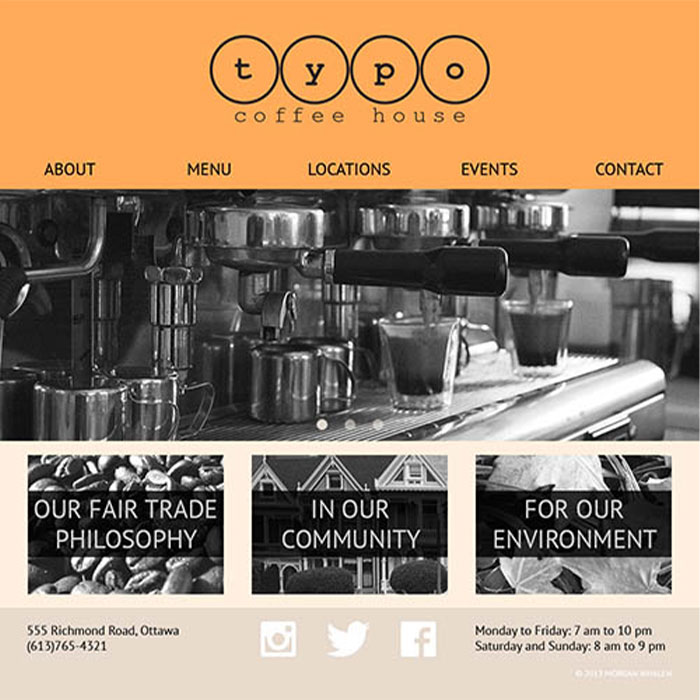 typo
coffee house
ABOUT MENU LOCATIONS EVENTS CONTACT
OUR FAIR TRADE
PHILOSOPHY
IN OUR
COMMUNITY
FOR OUR
ENVIRONMENT
555 Richmond Road, Ottawa
(613)765-4321
Monday to Friday: 7 am to 10 pm
Saturday and Sunday: 8 am to 9 pm
© 2013 MORGAN